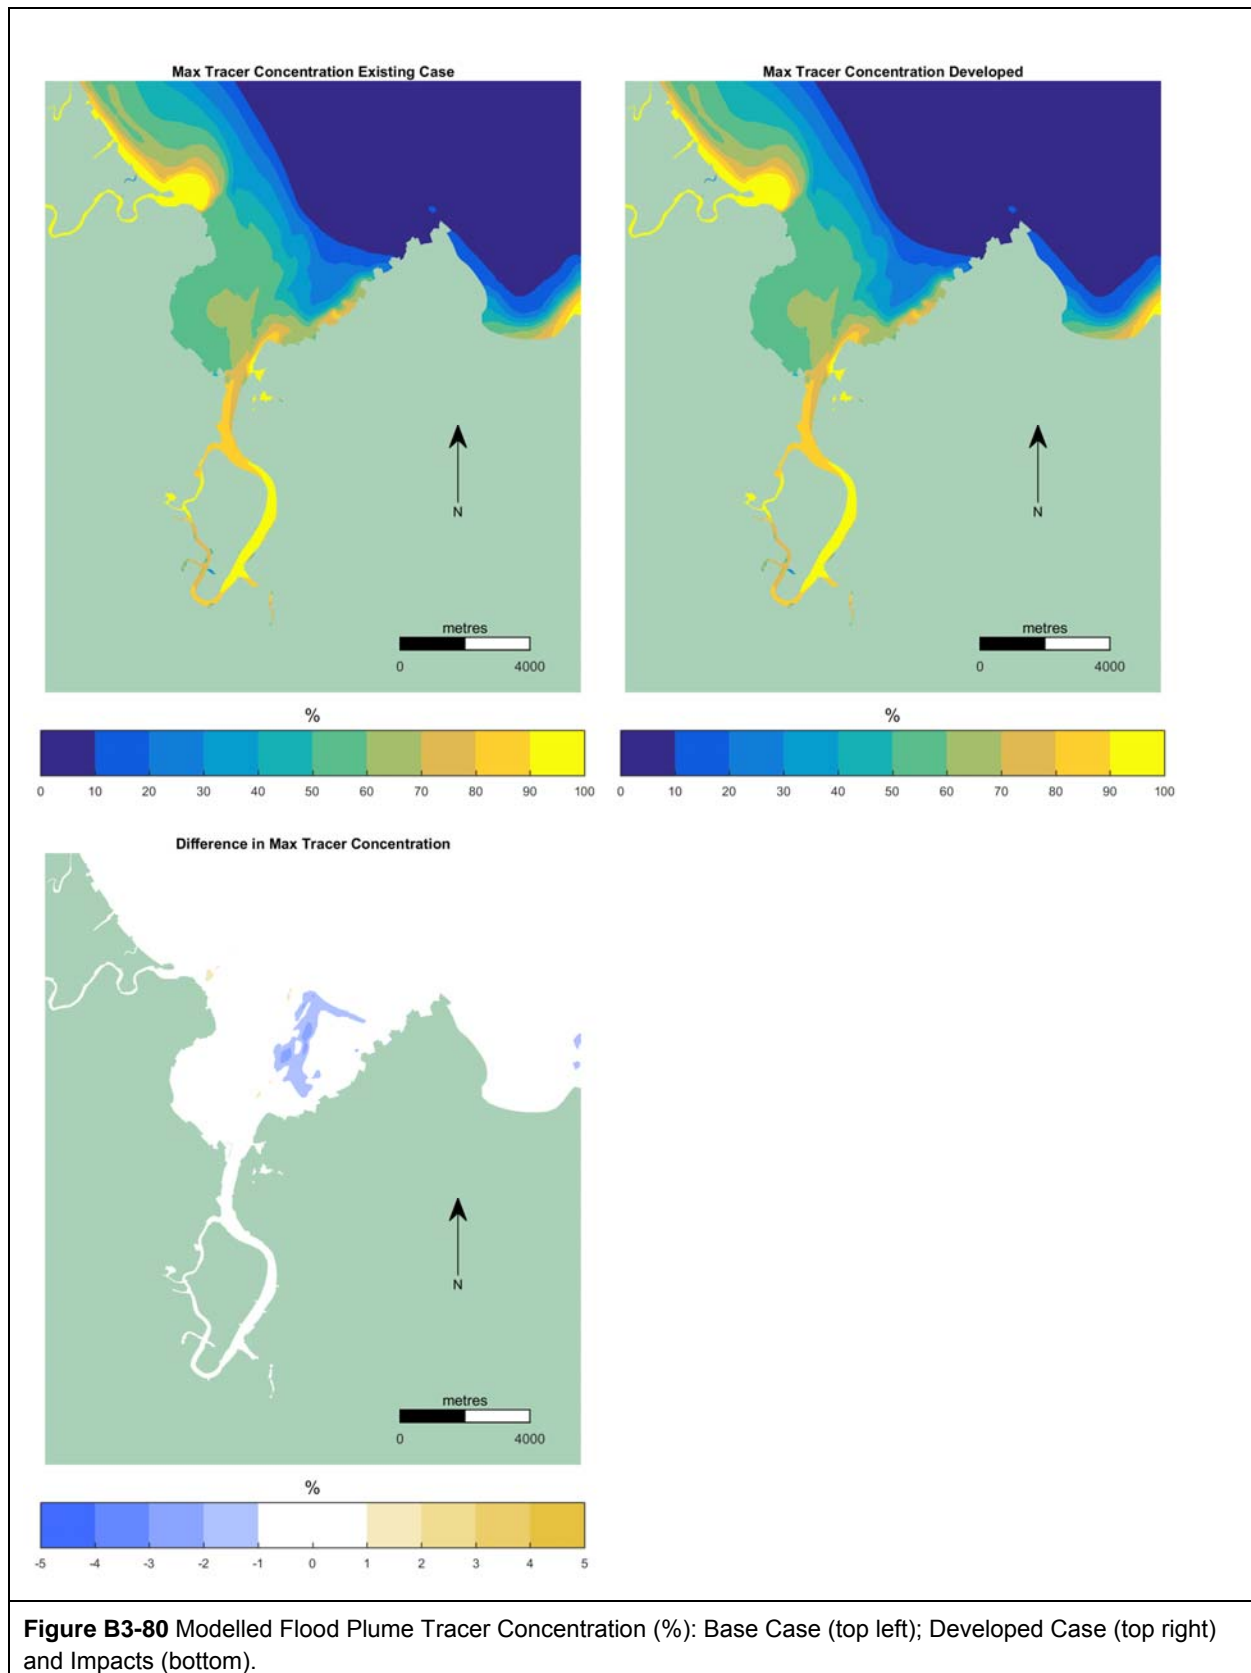 Max Tracer Concentration Existing Case
N
metres
0 4000
%
0 10 20 30 40 50 60 70 80 90 100
Max Tracer Concentration Developed
N
metres
0 4000
%
0 10 20 30 40 50 60 70 80 90 100
Difference in Max Tracer Concentration
N
metres
0 4000
%
-5 -4 -3 -2 -1 0 1 2 3 4 5
Figure B3-80 Modelled Flood Plume Tracer Concentration (%): Base Case (top left); Developed Case (top right)
and Impacts (bottom).